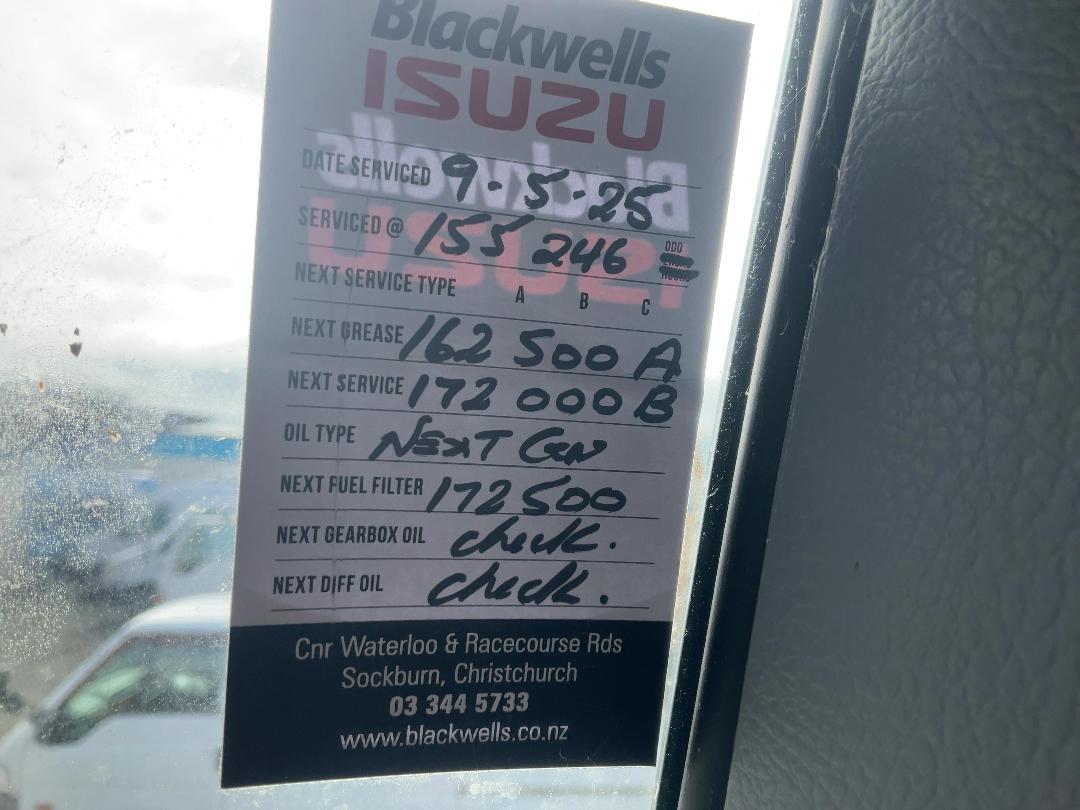 Blackwells
ISUZU
DATE SERVICED 9-5-25
SERVICED @ 155 246 ODO
NEXT SERVICE TYPE A B C
NEXT GREASE 162 500 A
NEXT SERVICE 172 000 B
OIL TYPE NEXT GEN
NEXT FUEL FILTER 172500
NEXT GEARBOX OIL check.
NEXT DIFF OIL check.
Cnr Waterloo & Racecourse Rds
Sockburn, Christchurch
03 344 5733
www.blackwells.co.nz